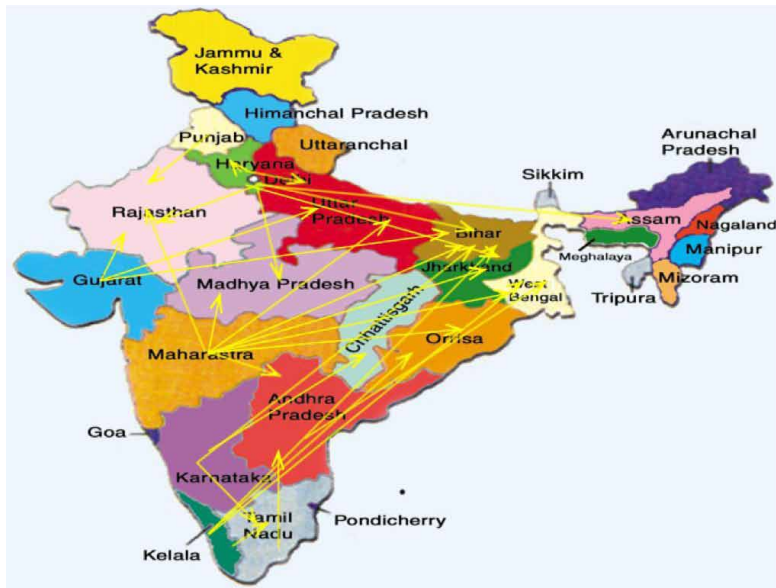 Jammu &
Kashmir
Himanchal Pradesh
Punjab
Uttaranchal
Haryana
Delhi
Arunachal
Pradesh
Sikkim
Rajasthan
Uttar
Pradesh
Bihar
Assam
Nagaland
Meghalaya
Manipur
Gujarat
Madhya Pradesh
Jharkhand
West
Bengal
Tripura
Mizoram
Chhattisgarh
Maharastra
Orrisa
Andhra
Pradesh
Goa
Karnataka
Tamil
Nadu
Pondicherry
Kelala